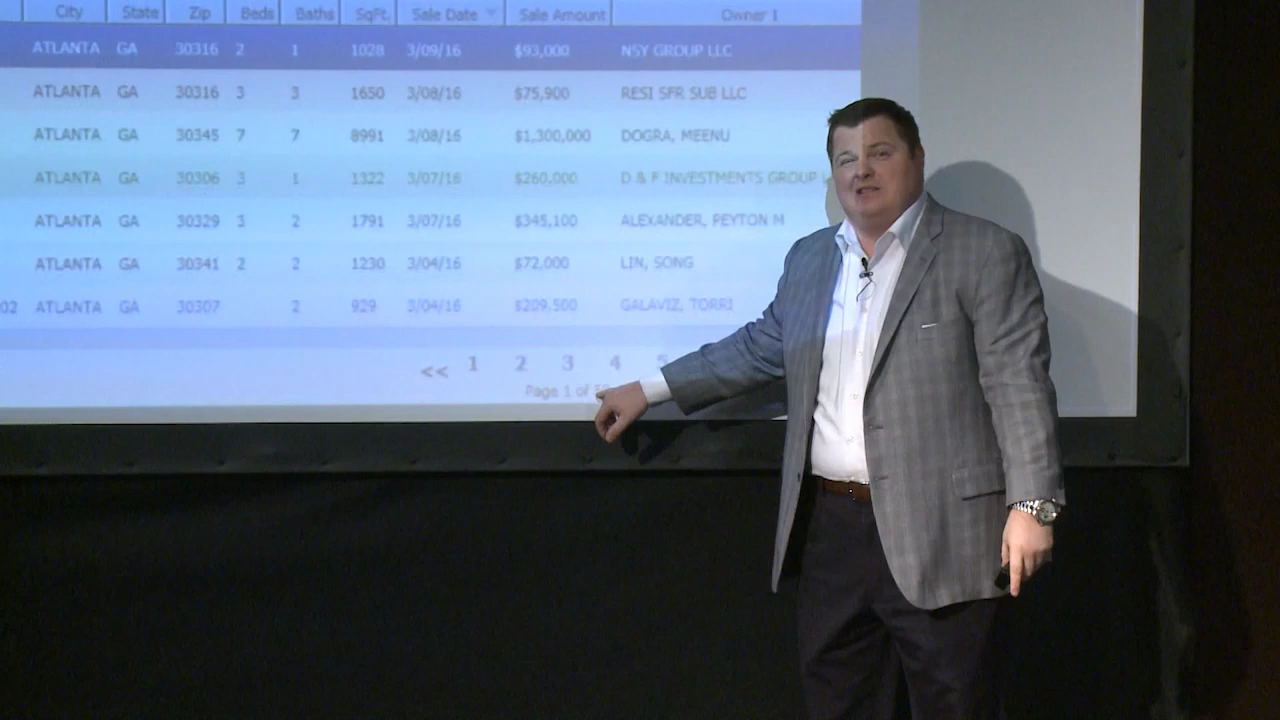 City State Zip Beds Baths SqFt. Sale Date Sale Amount Owner 1
ATLANTA GA 30316 2 1 1028 3/09/16 $93,000 NSY GROUP LLC
ATLANTA GA 30316 3 3 1650 3/08/16 $75,900 RESI SFR SUB LLC
ATLANTA GA 30345 7 7 8991 3/08/16 $1,300,000 DOGRA, MEENU
ATLANTA GA 30306 3 1 1322 3/07/16 $260,000 D & F INVESTMENTS GROUP
ATLANTA GA 30329 3 2 1791 3/07/16 $345,100 ALEXANDER, PEYTON M
ATLANTA GA 30341 2 2 1230 3/04/16 $72,000 LIN, SONG
02 ATLANTA GA 30307 2 929 3/04/16 $209,500 GALAVIZ, TORRI
<< 1 2 3 4 5
Page 1 of